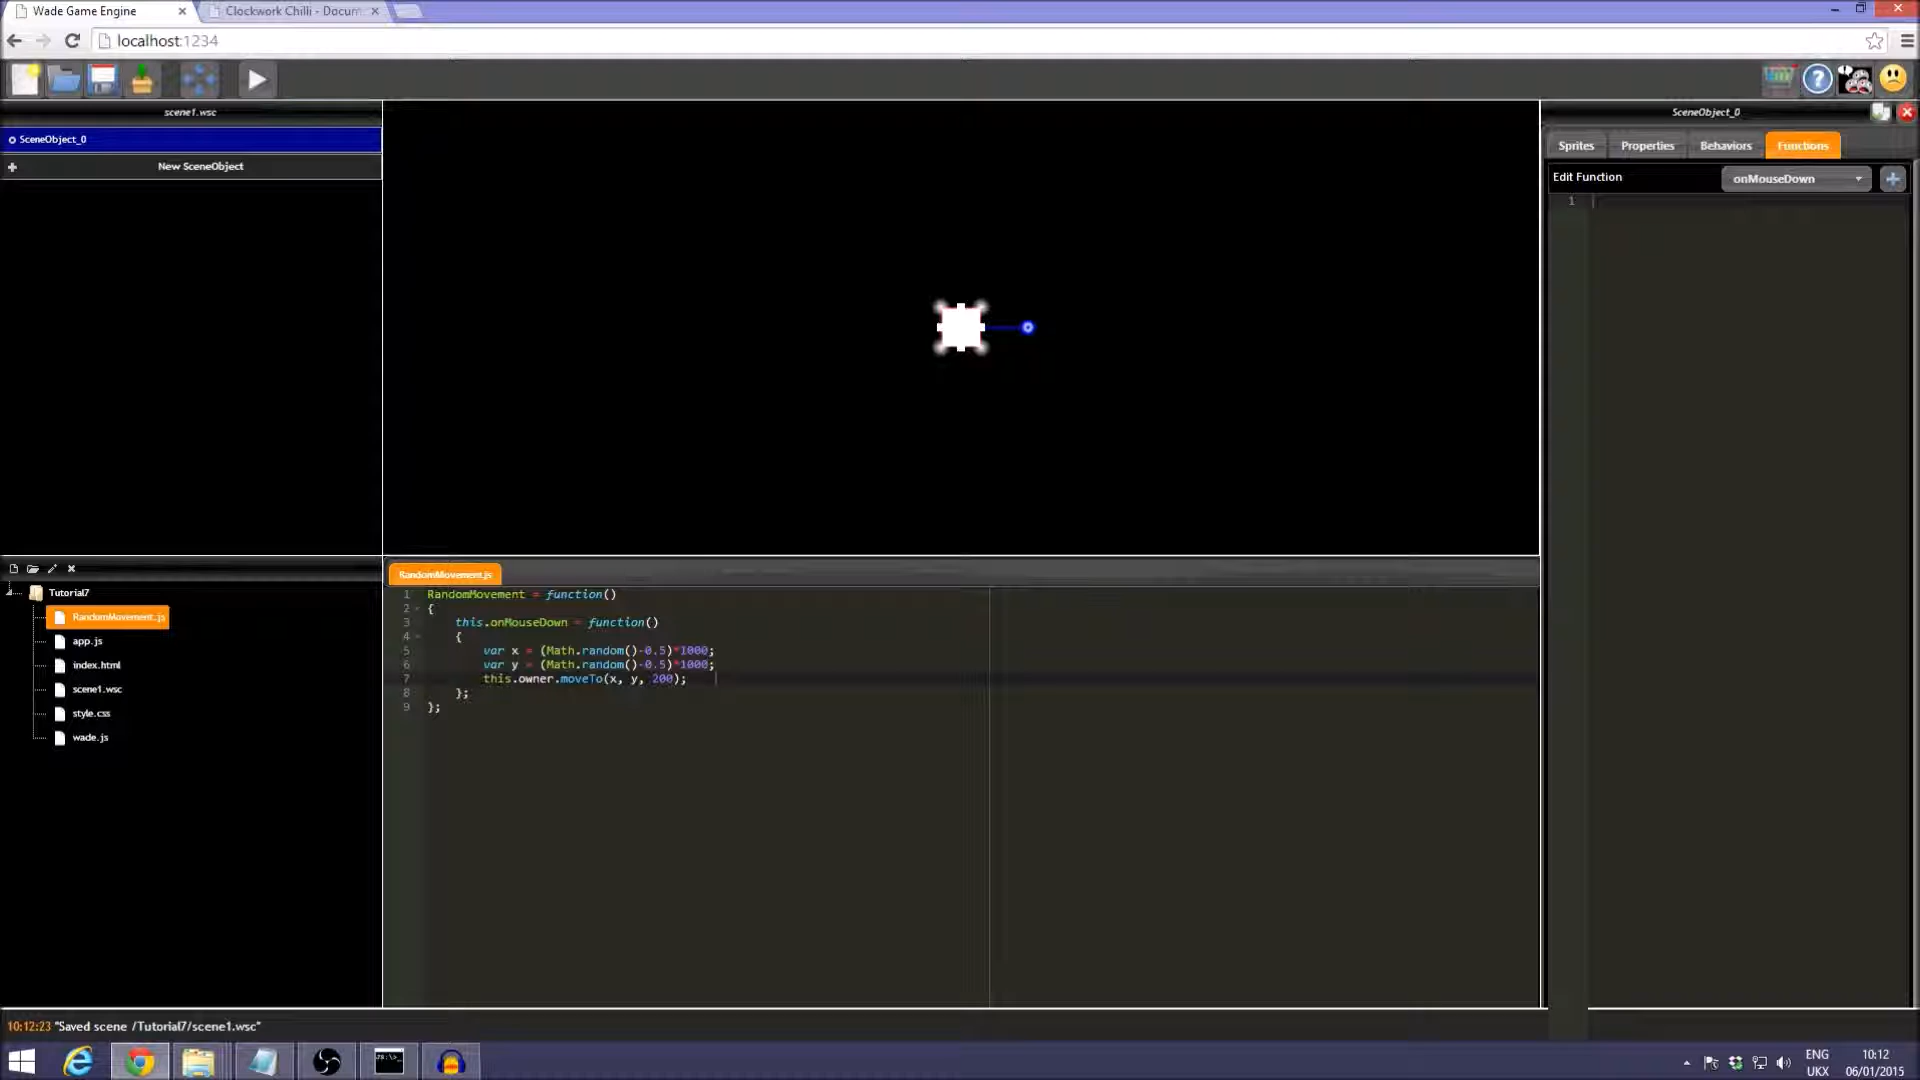 Wade Game Engine
Clockwork Chilli - Docum
localhost:1234
scene1.wsc
SceneObject_0
New SceneObject
SceneObject_0
Sprites
Properties
Behaviors
Functions
Edit Function
onMouseDown
1
Tutorial7
RandomMovement.js
app.js
index.html
scene1.wsc
style.css
wade.js
RandomMovement.js
1 RandomMovement = function()
2 {
3 this.onMouseDown = function()
4 {
5 var x = (Math.random()-0.5)*1000;
6 var y = (Math.random()-0.5)*1000;
7 this.owner.moveTo(x, y, 200);
8 };
9 };
10:12:23 "Saved scene /Tutorial7/scene1.wsc"
ENG
UKX
10:12
06/01/2015